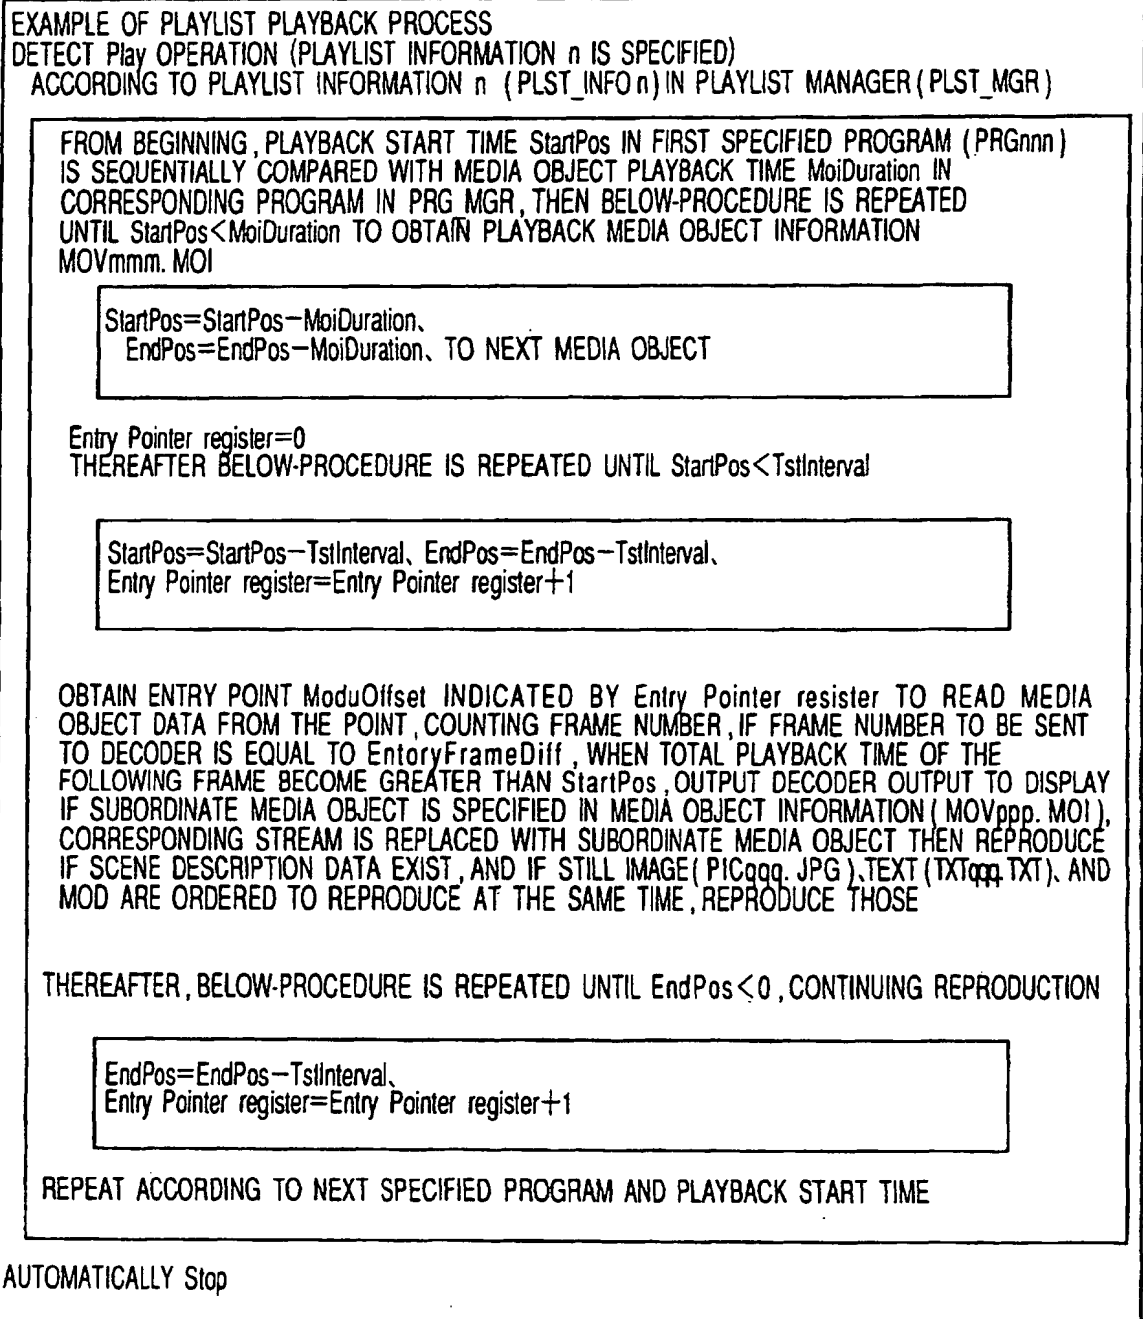 EXAMPLE OF PLAYLIST PLAYBACK PROCESS
DETECT Play OPERATION (PLAYLIST INFORMATION n IS SPECIFIED)
ACCORDING TO PLAYLIST INFORMATION n (PLST_INFO n) IN PLAYLIST MANAGER (PLST_MGR)
FROM BEGINNING, PLAYBACK START TIME StartPos IN FIRST SPECIFIED PROGRAM (PRGnnn)
IS SEQUENTIALLY COMPARED WITH MEDIA OBJECT PLAYBACK TIME MoiDuration IN
CORRESPONDING PROGRAM IN PRG MGR, THEN BELOW-PROCEDURE IS REPEATED
UNTIL StartPos<MoiDuration TO OBTAIN PLAYBACK MEDIA OBJECT INFORMATION
MOVmmm. MOI
StartPos=StartPos−MoiDuration、
EndPos=EndPos−MoiDuration、 TO NEXT MEDIA OBJECT
Entry Pointer register=0
THEREAFTER BELOW-PROCEDURE IS REPEATED UNTIL StartPos<TstInterval
StartPos=StartPos−TstInterval、 EndPos=EndPos−TstInterval、
Entry Pointer register=Entry Pointer register+1
OBTAIN ENTRY POINT ModuOffset INDICATED BY Entry Pointer resister TO READ MEDIA
OBJECT DATA FROM THE POINT, COUNTING FRAME NUMBER, IF FRAME NUMBER TO BE SENT
TO DECODER IS EQUAL TO EntoryFrameDiff, WHEN TOTAL PLAYBACK TIME OF THE
FOLLOWING FRAME BECOME GREATER THAN StartPos, OUTPUT DECODER OUTPUT TO DISPLAY
IF SUBORDINATE MEDIA OBJECT IS SPECIFIED IN MEDIA OBJECT INFORMATION (MOVppp. MOI),
CORRESPONDING STREAM IS REPLACED WITH SUBORDINATE MEDIA OBJECT THEN REPRODUCE
IF SCENE DESCRIPTION DATA EXIST, AND IF STILL IMAGE (PICqqq. JPG)、TEXT (TXTqqq.TXT)、AND
MOD ARE ORDERED TO REPRODUCE AT THE SAME TIME, REPRODUCE THOSE
THEREAFTER, BELOW-PROCEDURE IS REPEATED UNTIL EndPos<0, CONTINUING REPRODUCTION
EndPos=EndPos−TstInterval、
Entry Pointer register=Entry Pointer register+1
REPEAT ACCORDING TO NEXT SPECIFIED PROGRAM AND PLAYBACK START TIME
AUTOMATICALLY Stop